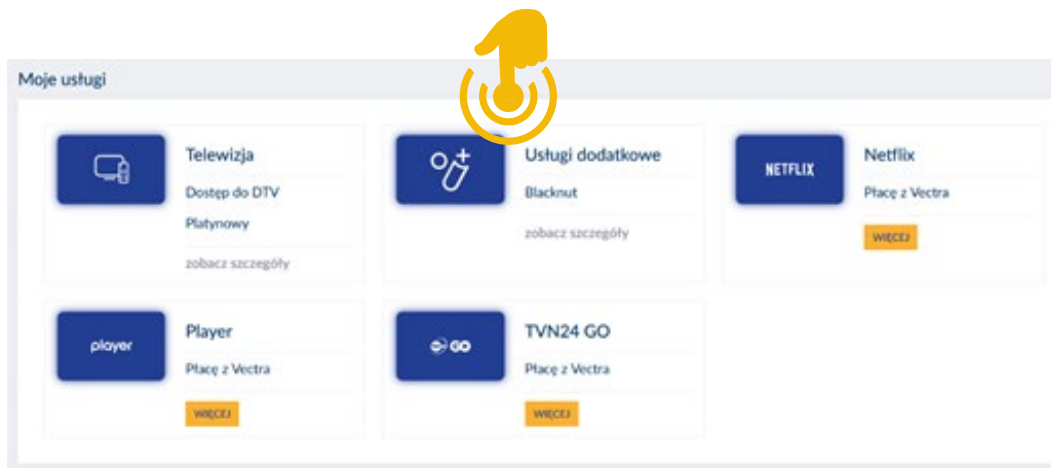 Moje usługi
Telewizja
Dostęp do DTV
Platynowy
zobacz szczegóły
Usługi dodatkowe
Blacknut
zobacz szczegóły
NETFLIX
Netflix
Płacę z Vectra
WIĘCEJ
player
Player
Płacę z Vectra
WIĘCEJ
GO
TVN24 GO
Płacę z Vectra
WIĘCEJ